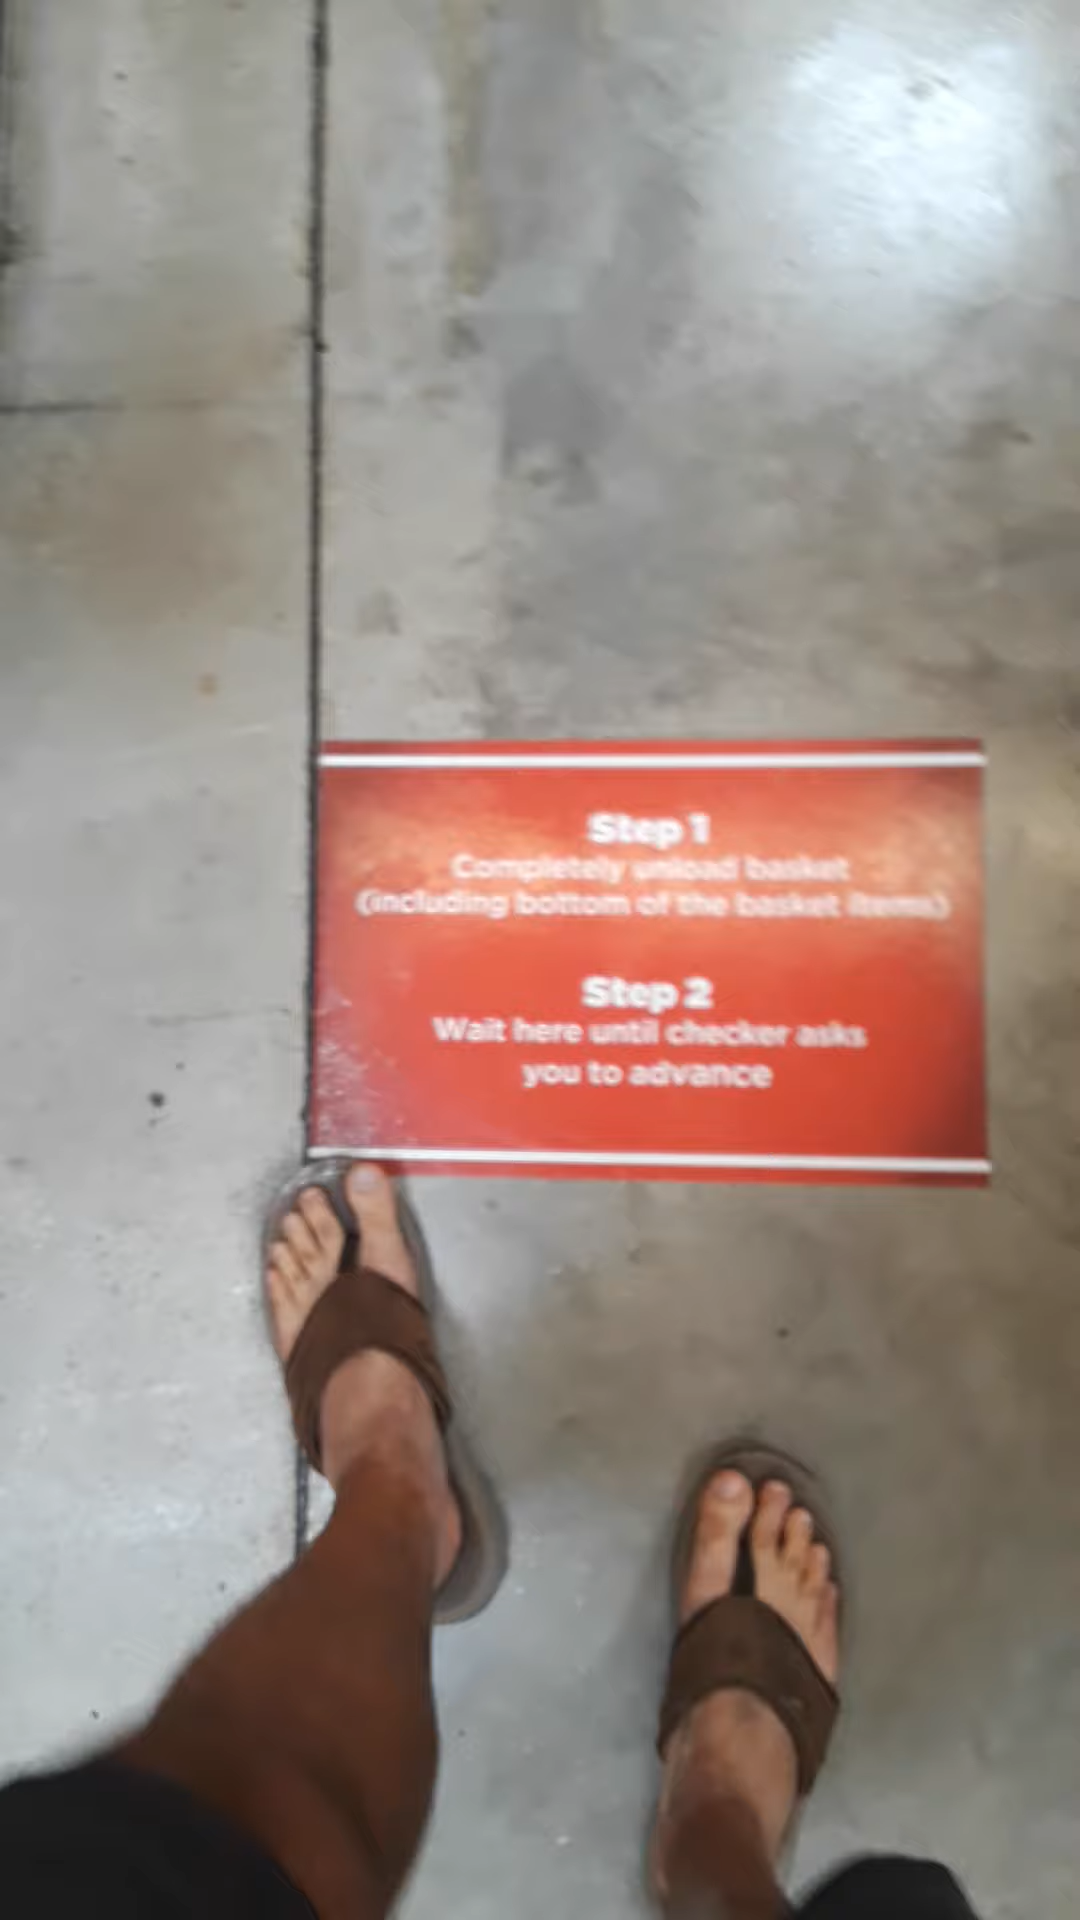 Step 1
Completely unload basket
(including bottom of the basket items)
Step 2
Wait here until checker asks
you to advance